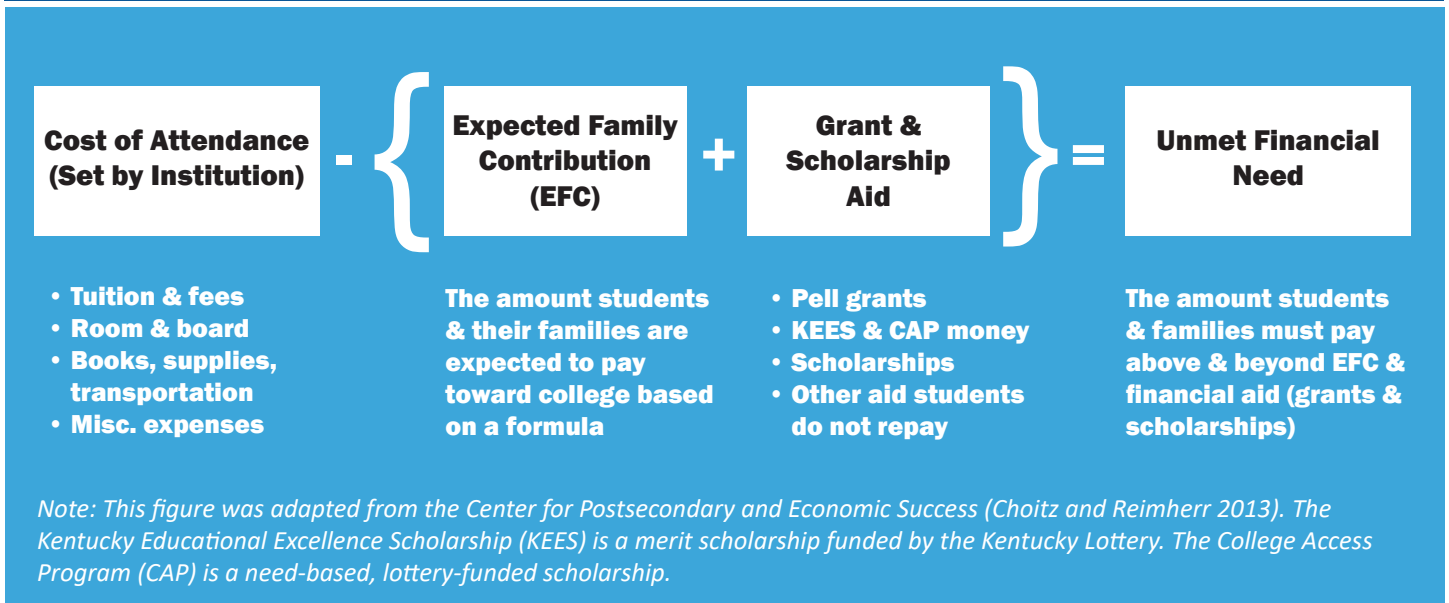 Cost of Attendance
(Set by Institution)
-
{
Expected Family
Contribution
(EFC)
+
Grant &
Scholarship
Aid
}
=
Unmet Financial
Need
• Tuition & fees
• Room & board
• Books, supplies,
transportation
• Misc. expenses
The amount students
& their families are
expected to pay
toward college based
on a formula
• Pell grants
• KEES & CAP money
• Scholarships
• Other aid students
do not repay
The amount students
& families must pay
above & beyond EFC &
financial aid (grants &
scholarships)
Note: This figure was adapted from the Center for Postsecondary and Economic Success (Choitz and Reimherr 2013). The
Kentucky Educational Excellence Scholarship (KEES) is a merit scholarship funded by the Kentucky Lottery. The College Access
Program (CAP) is a need-based, lottery-funded scholarship.